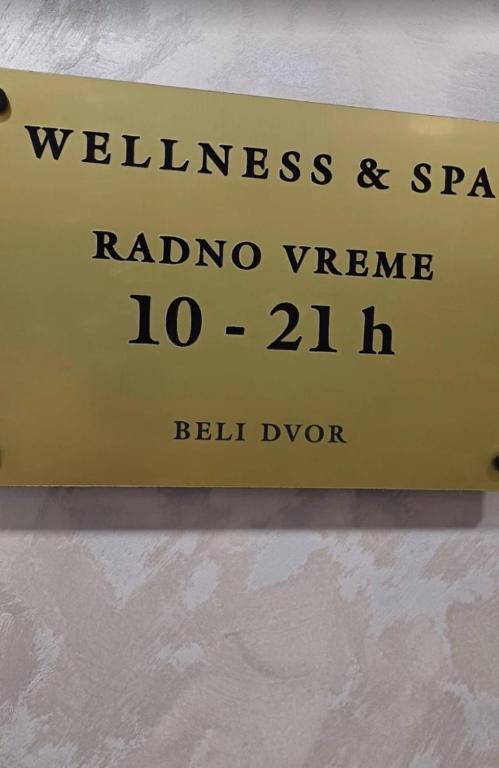 WELLNESS & SPA
RADNO VREME
10 - 21 h
BELI DVOR